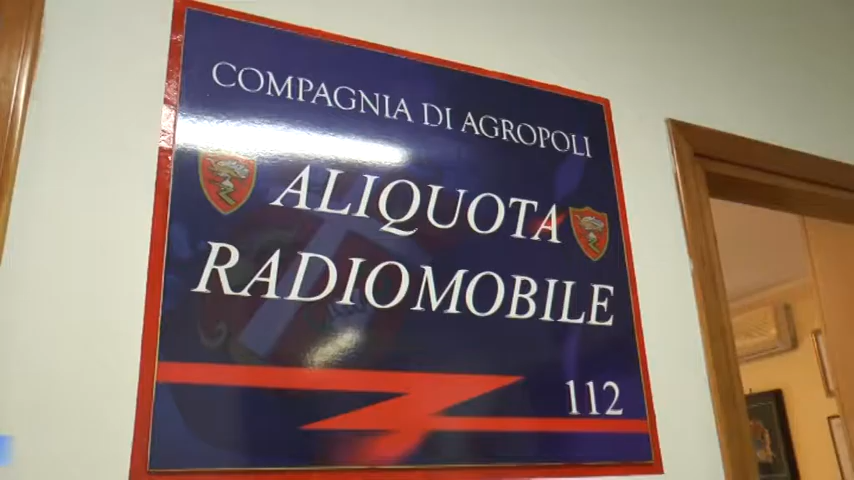 COMPAGNIA DI AGROPOLI
ALIQUOTA
RADIOMOBILE
112